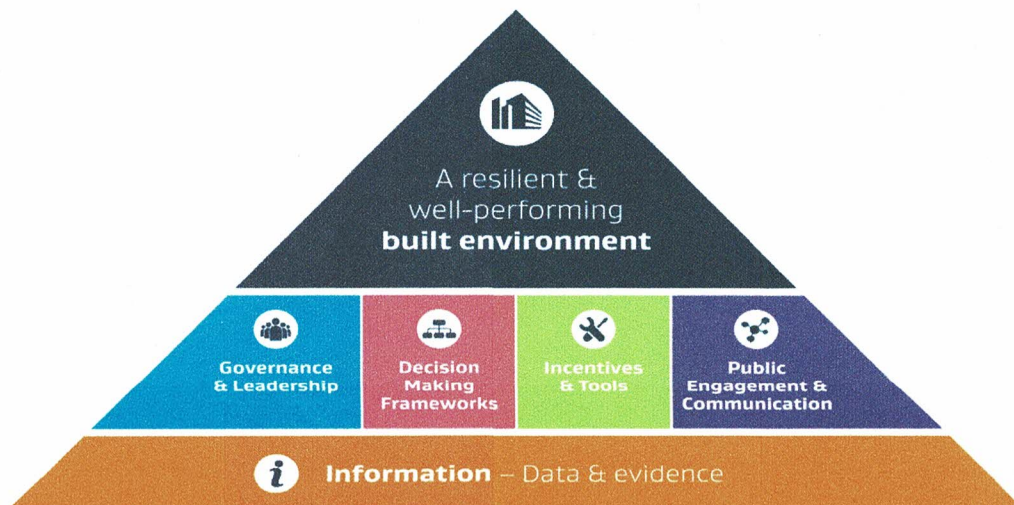 A resilient &
well-performing
built environment
Governance
& Leadership
Decision
Making
Frameworks
Incentives
& Tools
Public
Engagement &
Communication
i Information – Data & evidence